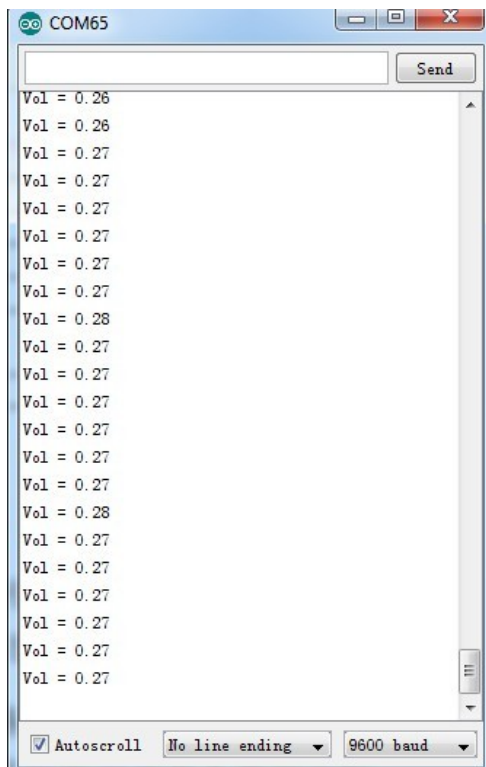 COM65
Send
Vol = 0.26
Vol = 0.26
Vol = 0.27
Vol = 0.27
Vol = 0.27
Vol = 0.27
Vol = 0.27
Vol = 0.27
Vol = 0.28
Vol = 0.27
Vol = 0.27
Vol = 0.27
Vol = 0.27
Vol = 0.27
Vol = 0.27
Vol = 0.28
Vol = 0.27
Vol = 0.27
Vol = 0.27
Vol = 0.27
Vol = 0.27
Vol = 0.27
Autoscroll No line ending 9600 baud